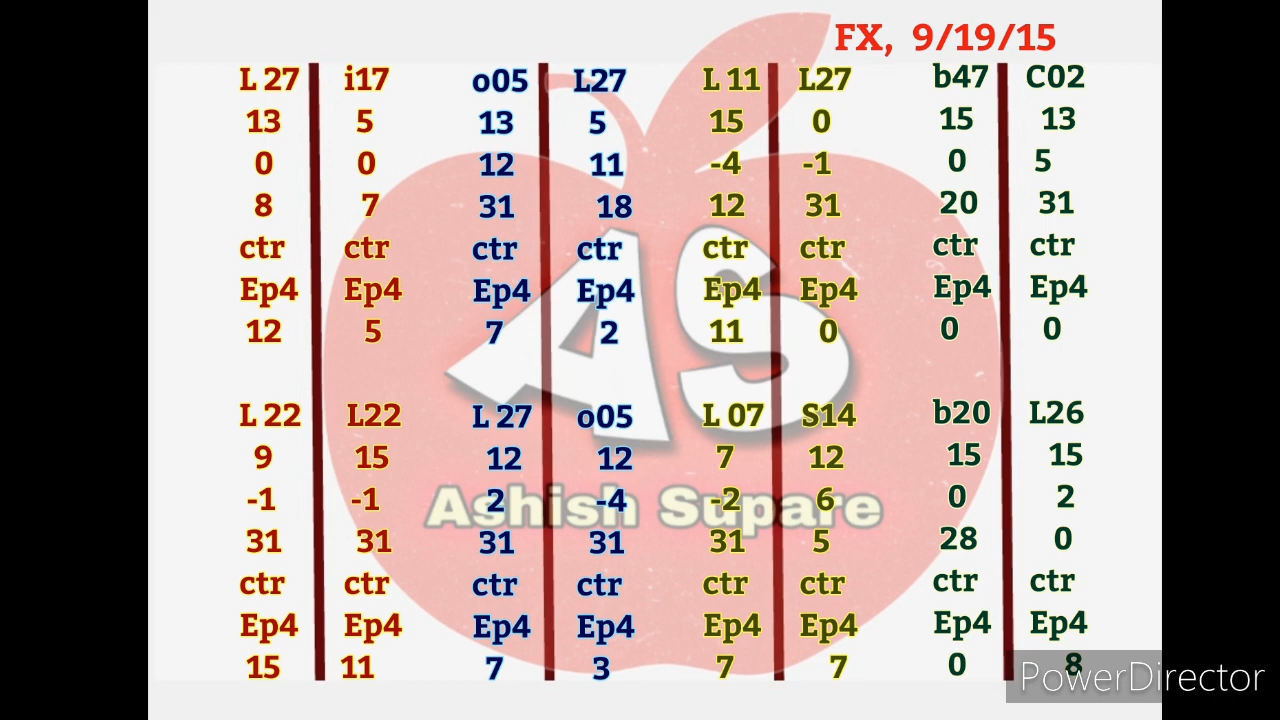 FX, 9/19/15
L 27 i17 o05 L27 L 11 L27 b47 C02
13 5 13 5 15 0 15 13
0 0 12 11 -4 -1 0 5
8 7 31 18 12 31 20 31
ctr ctr ctr ctr ctr ctr ctr ctr
Ep4 Ep4 Ep4 Ep4 Ep4 Ep4 Ep4 Ep4
12 5 7 2 11 0 0 0
L 22 L22 L 27 o05 L 07 S14 b20 L26
9 15 12 12 7 12 15 15
-1 -1 2 -4 -2 6 0 2
31 31 31 31 31 5 28 0
ctr ctr ctr ctr ctr ctr ctr ctr
Ep4 Ep4 Ep4 Ep4 Ep4 Ep4 Ep4 Ep4
15 11 7 3 7 7 0 8
AS
Ashish Supare
PowerDirector